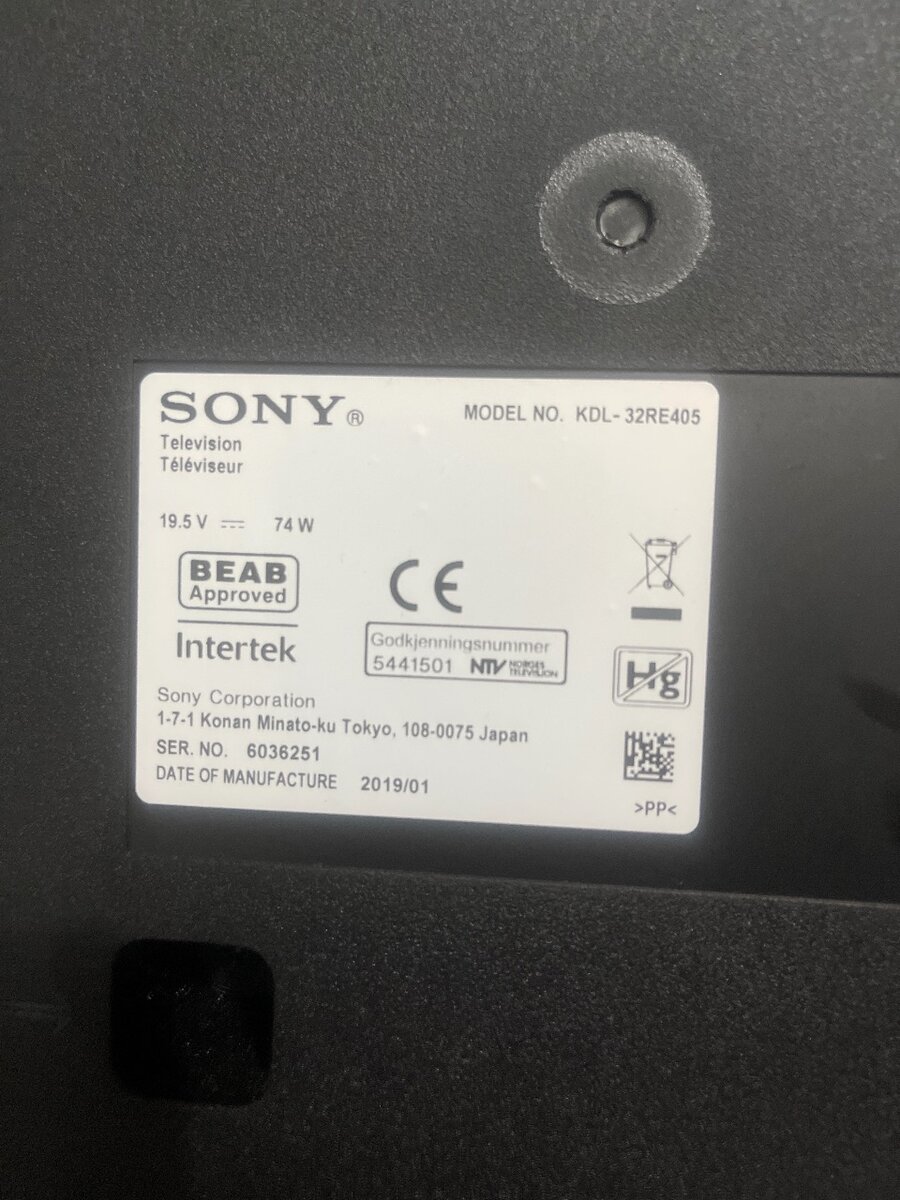 SONY®
MODEL NO. KDL-32RE405
Television
Téléviseur
19.5 V ⎓ 74 W
BEAB
Approved
Intertek
CE
Godkjenningsnummer
5441501 NTV NORGES
TELEVISJON
Hg
Sony Corporation
1-7-1 Konan Minato-ku Tokyo, 108-0075 Japan
SER. NO. 6036251
DATE OF MANUFACTURE 2019/01
>PP<